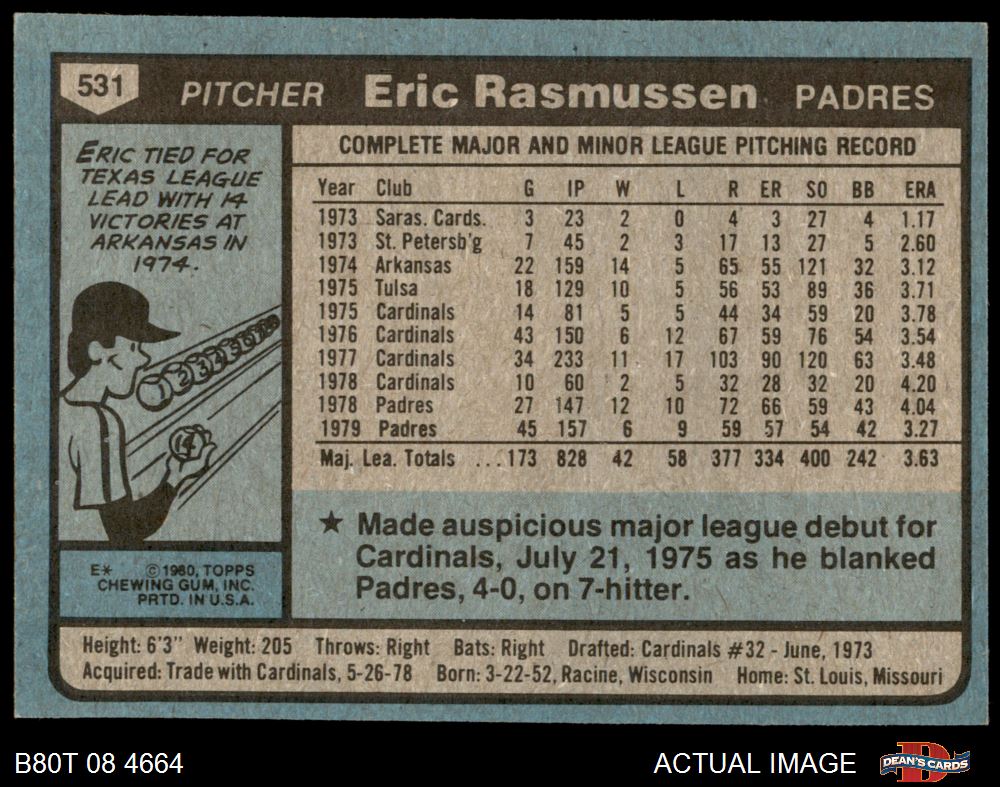 531 PITCHER Eric Rasmussen PADRES
ERIC TIED FOR
TEXAS LEAGUE
LEAD WITH 14
VICTORIES AT
ARKANSAS IN
1974.
2 3 4 5 6 7 8
14
E* © 1980, TOPPS
CHEWING GUM, INC.
PRTD. IN U.S.A.
COMPLETE MAJOR AND MINOR LEAGUE PITCHING RECORD
Year Club G IP W L R ER SO BB ERA
1973 Saras. Cards. 3 23 2 0 4 3 27 4 1.17
1973 St. Petersb'g 7 45 2 3 17 13 27 5 2.60
1974 Arkansas 22 159 14 5 65 55 121 32 3.12
1975 Tulsa 18 129 10 5 56 53 89 36 3.71
1975 Cardinals 14 81 5 5 44 34 59 20 3.78
1976 Cardinals 43 150 6 12 67 59 76 54 3.54
1977 Cardinals 34 233 11 17 103 90 120 63 3.48
1978 Cardinals 10 60 2 5 32 28 32 20 4.20
1978 Padres 27 147 12 10 72 66 59 43 4.04
1979 Padres 45 157 6 9 59 57 54 42 3.27
Maj. Lea. Totals ...173 828 42 58 377 334 400 242 3.63
★ Made auspicious major league debut for
Cardinals, July 21, 1975 as he blanked
Padres, 4-0, on 7-hitter.
Height: 6'3" Weight: 205 Throws: Right Bats: Right Drafted: Cardinals #32 - June, 1973
Acquired: Trade with Cardinals, 5-26-78 Born: 3-22-52, Racine, Wisconsin Home: St. Louis, Missouri
B80T 08 4664 ACTUAL IMAGE D DEAN'S CARDS